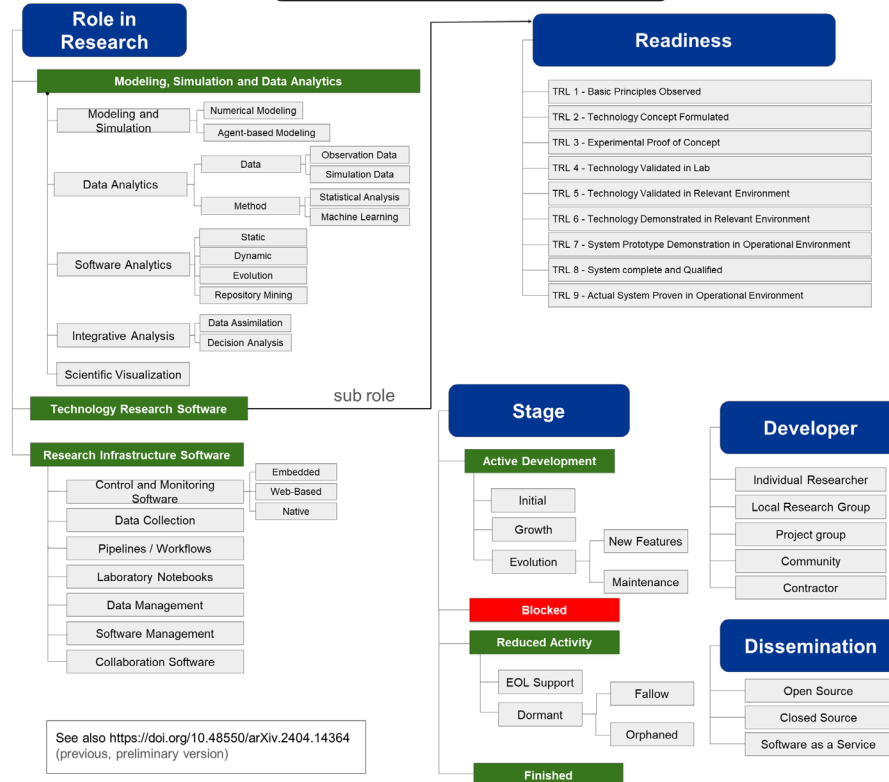 Role in
Research
Modeling, Simulation and Data Analytics
Modeling and
Simulation
Numerical Modeling
Agent-based Modeling
Data Analytics
Data
Observation Data
Simulation Data
Method
Statistical Analysis
Machine Learning
Software Analytics
Static
Dynamic
Evolution
Repository Mining
Integrative Analysis
Data Assimilation
Decision Analysis
Scientific Visualization
Technology Research Software
sub role
Research Infrastructure Software
Control and Monitoring
Software
Embedded
Web-Based
Native
Data Collection
Pipelines / Workflows
Laboratory Notebooks
Data Management
Software Management
Collaboration Software
See also https://doi.org/10.48550/arXiv.2404.14364
(previous, preliminary version)
Readiness
TRL 1 - Basic Principles Observed
TRL 2 - Technology Concept Formulated
TRL 3 - Experimental Proof of Concept
TRL 4 - Technology Validated in Lab
TRL 5 - Technology Validated in Relevant Environment
TRL 6 - Technology Demonstrated in Relevant Environment
TRL 7 - System Prototype Demonstration in Operational Environment
TRL 8 - System complete and Qualified
TRL 9 - Actual System Proven in Operational Environment
Stage
Active Development
Initial
Growth
Evolution
New Features
Maintenance
Blocked
Reduced Activity
EOL Support
Dormant
Fallow
Orphaned
Finished
Developer
Individual Researcher
Local Research Group
Project group
Community
Contractor
Dissemination
Open Source
Closed Source
Software as a Service